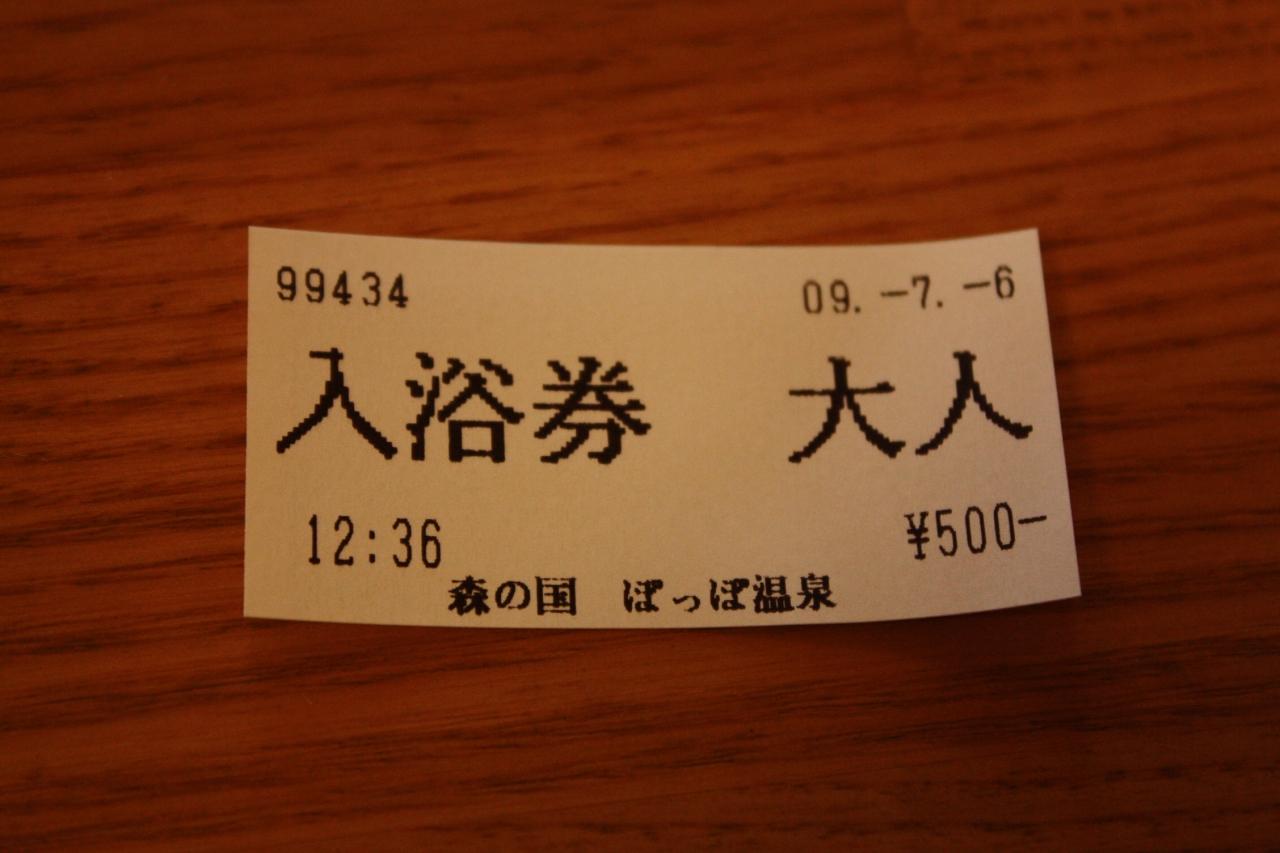 99434 09.-7.-6
入浴券 大人
12:36 ¥500-
森の国 ぽっぽ温泉